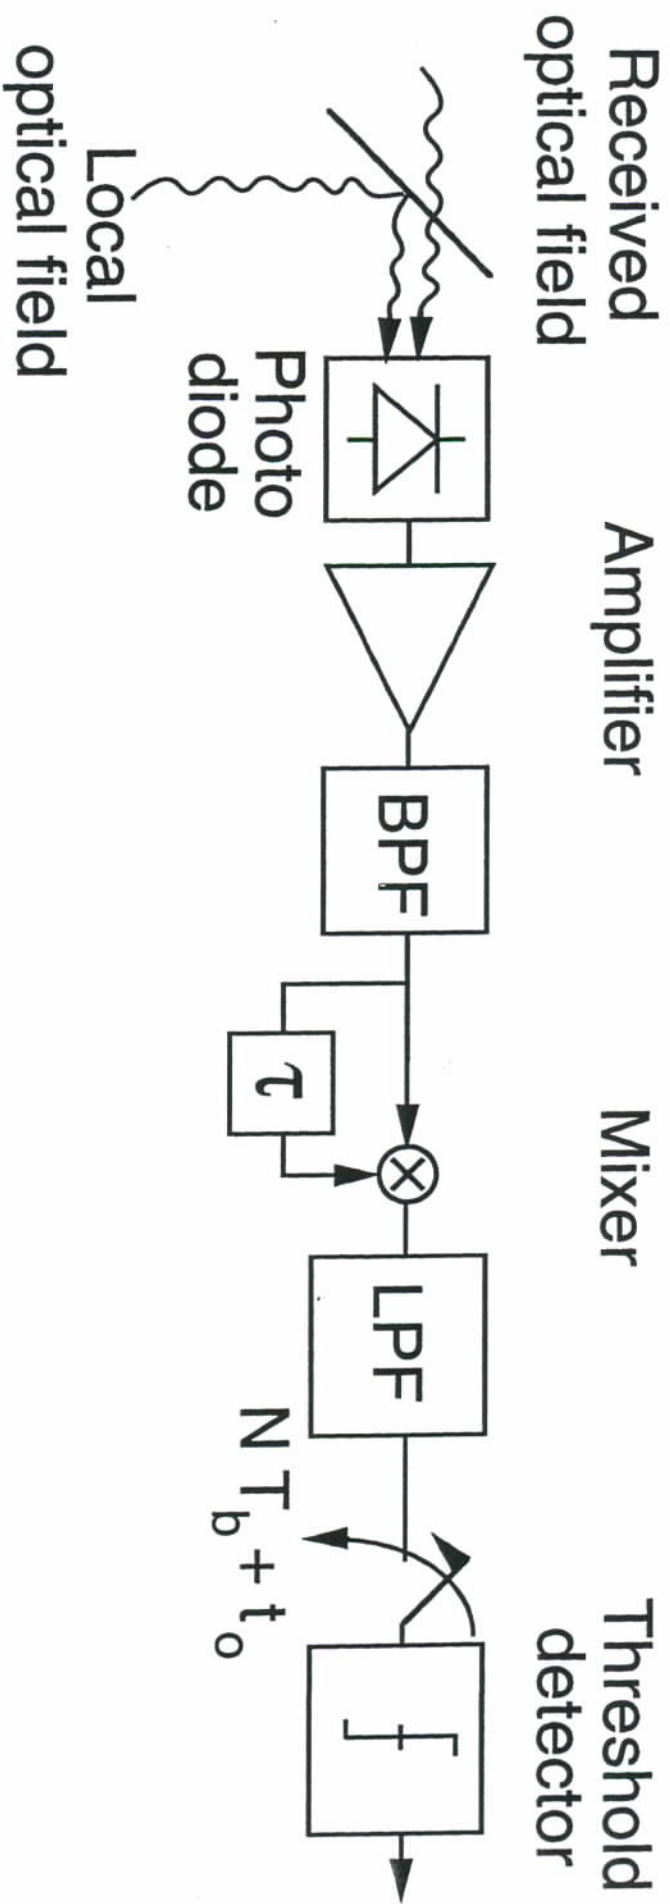 Received
optical field
Amplifier
Mixer
Threshold
detector
BPF
LPF
τ
Photo
diode
N T_b + t_o
Local
optical field